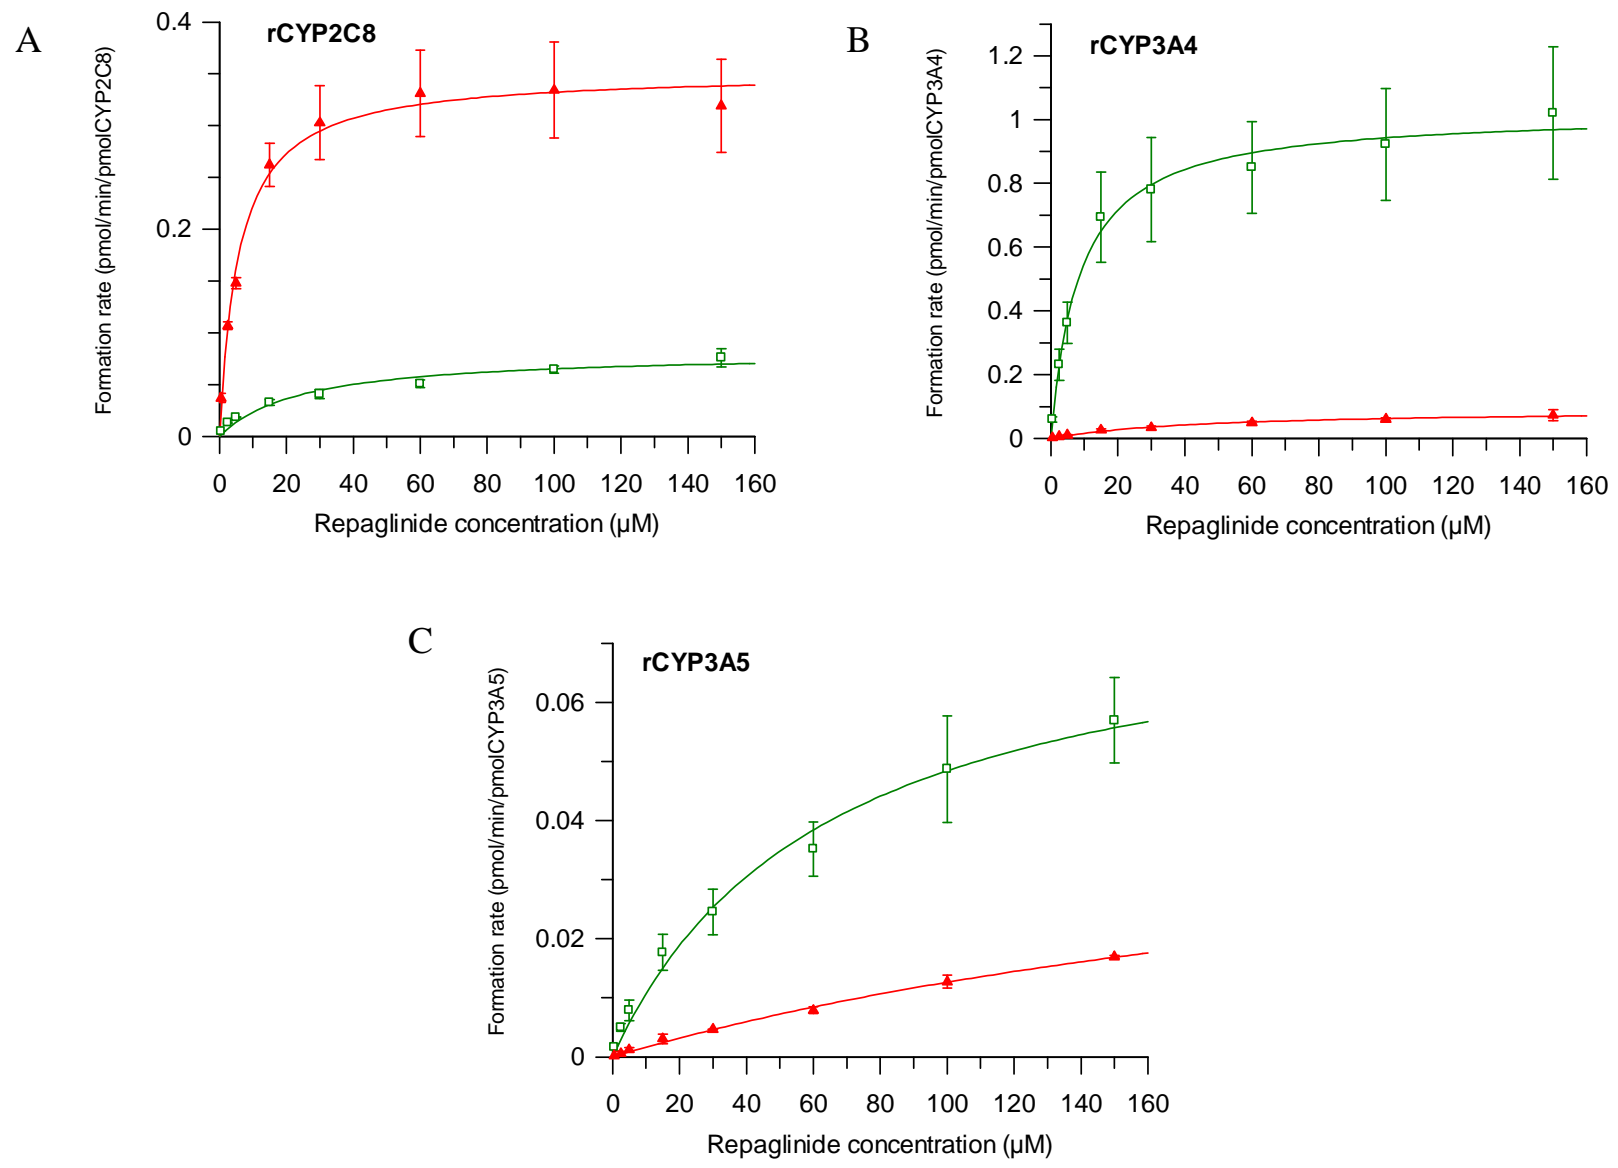 A
rCYP2C8
Formation rate (pmol/min/pmolCYP2C8)
0.4
0.2
0
0 20 40 60 80 100 120 140 160
Repaglinide concentration (µM)
B
rCYP3A4
Formation rate (pmol/min/pmolCYP3A4)
1.2
1
0.8
0.6
0.4
0.2
0
0 20 40 60 80 100 120 140 160
Repaglinide concentration (µM)
C
rCYP3A5
Formation rate (pmol/min/pmolCYP3A5)
0.06
0.04
0.02
0
0 20 40 60 80 100 120 140 160
Repaglinide concentration (µM)